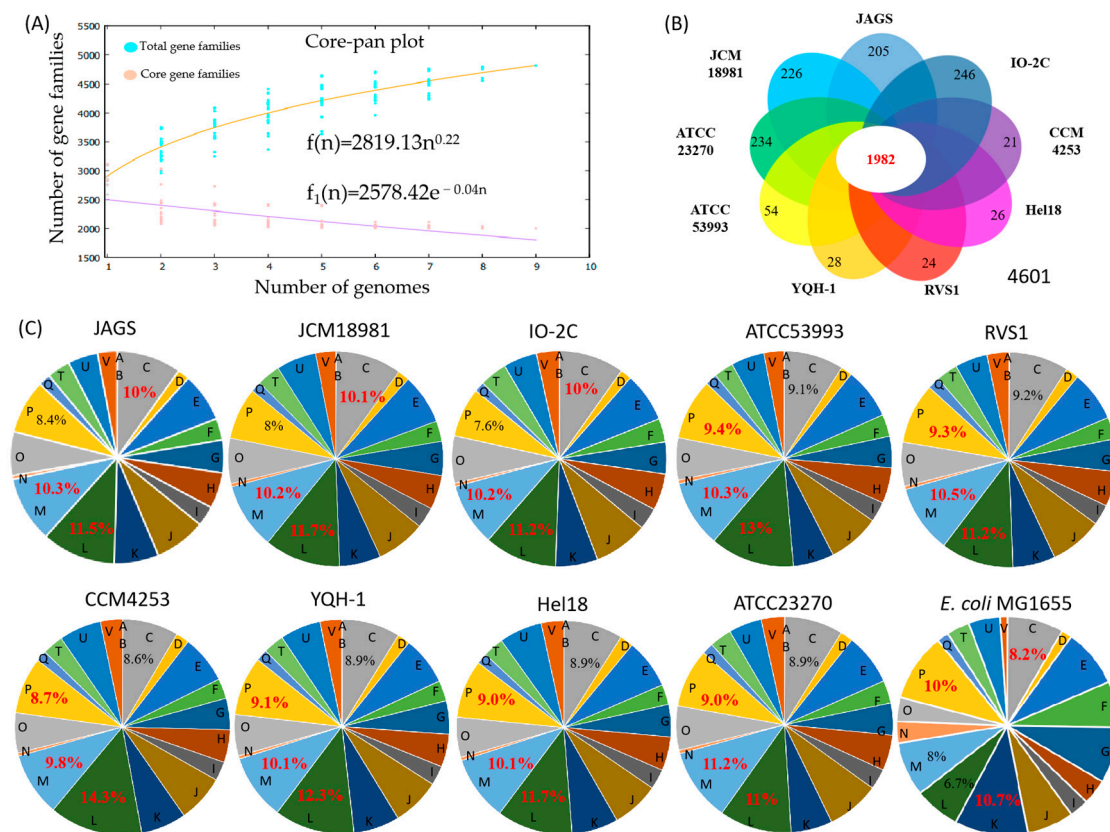 (A)
Core-pan plot
Total gene families
Core gene families
f(n)=2819.13n^0.22
f₁(n)=2578.42e^– 0.04n
Number of gene families
5500
5000
4500
4000
3500
3000
2500
2000
1500
1 2 3 4 5 6 7 8 9 10
Number of genomes
(B)
JAGS
205
IO-2C
246
CCM
4253
21
Hel18
26
RVS1
24
YQH-1
28
ATCC
53993
54
ATCC
23270
234
JCM
18981
226
1982
4601
(C)
JAGS
A B C D E F G H I J K L M N O P Q T U V
10%
8.4%
10.3%
11.5%
JCM18981
A B C D E F G H I J K L M N O P Q T U V
10.1%
8%
10.2%
11.7%
IO-2C
A B C D E F G H I J K L M N O P Q T U V
10%
7.6%
10.2%
11.2%
ATCC53993
A B C D E F G H I J K L M N O P Q T U V
9.1%
9.4%
10.3%
13%
RVS1
A B C D E F G H I J K L M N O P Q T U V
9.2%
9.3%
10.5%
11.2%
CCM4253
A B C D E F G H I J K L M N O P Q T U V
8.6%
8.7%
9.8%
14.3%
YQH-1
A B C D E F G H I J K L M N O P Q T U V
8.9%
9.1%
10.1%
12.3%
Hel18
A B C D E F G H I J K L M N O P Q T U V
8.9%
9.0%
10.1%
11.7%
ATCC23270
A B C D E F G H I J K L M N O P Q T U V
8.9%
9.0%
11.2%
11%
E. coli MG1655
A B C D E F G H I J K L M N O P Q T U V
8.2%
10%
8%
6.7%
10.7%